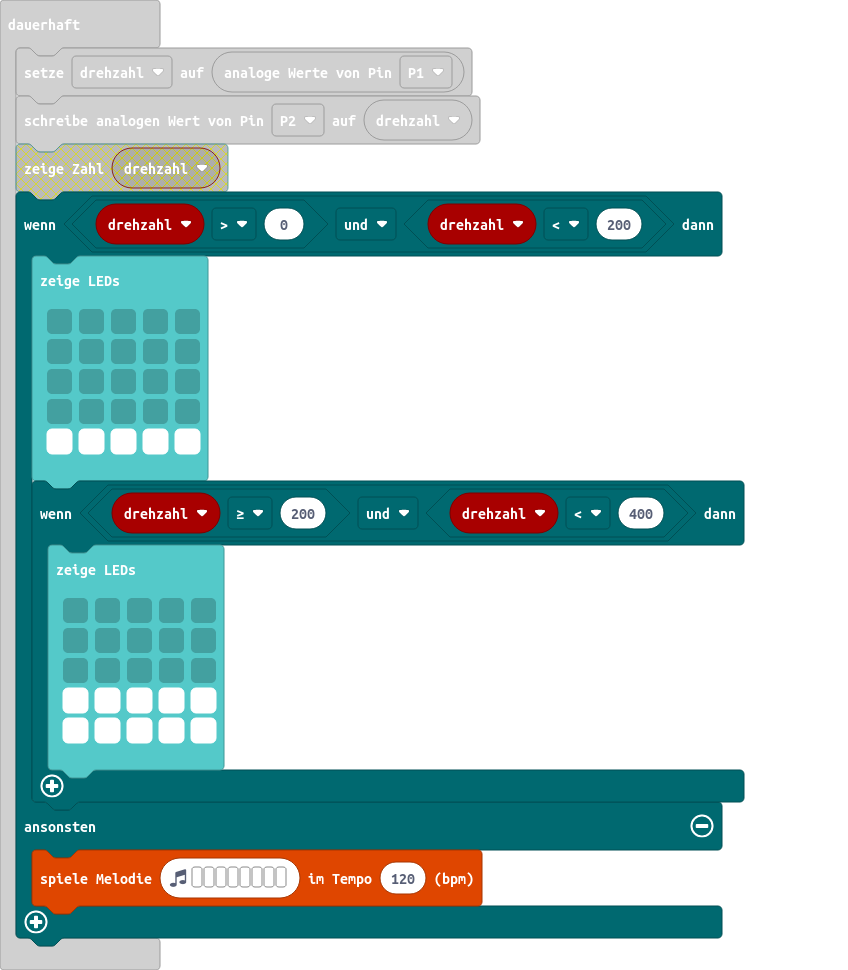 dauerhaft
setze drehzahl auf analoge Werte von Pin P1
schreibe analogen Wert von Pin P2 auf drehzahl
zeige Zahl drehzahl
wenn drehzahl > 0 und drehzahl < 200 dann
zeige LEDs
wenn drehzahl ≥ 200 und drehzahl < 400 dann
zeige LEDs
ansonsten
spiele Melodie im Tempo 120 (bpm)